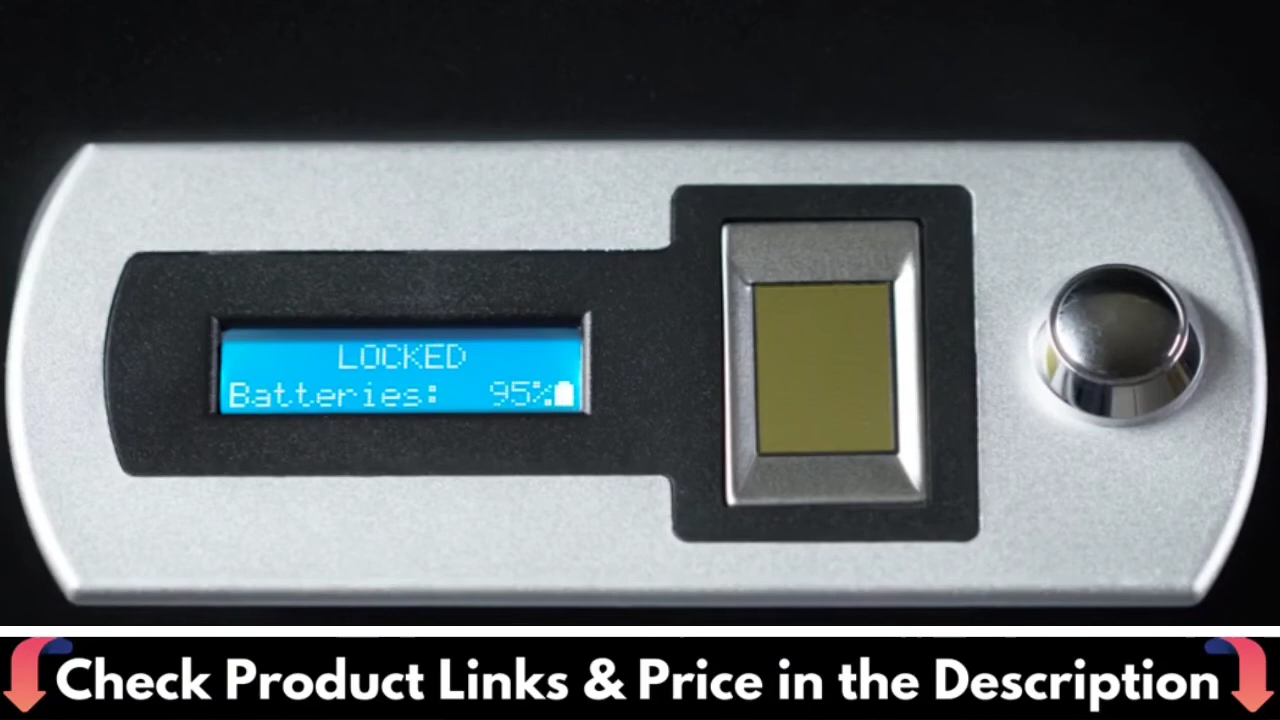 LOCKED
Batteries: 95%
Check Product Links & Price in the Description